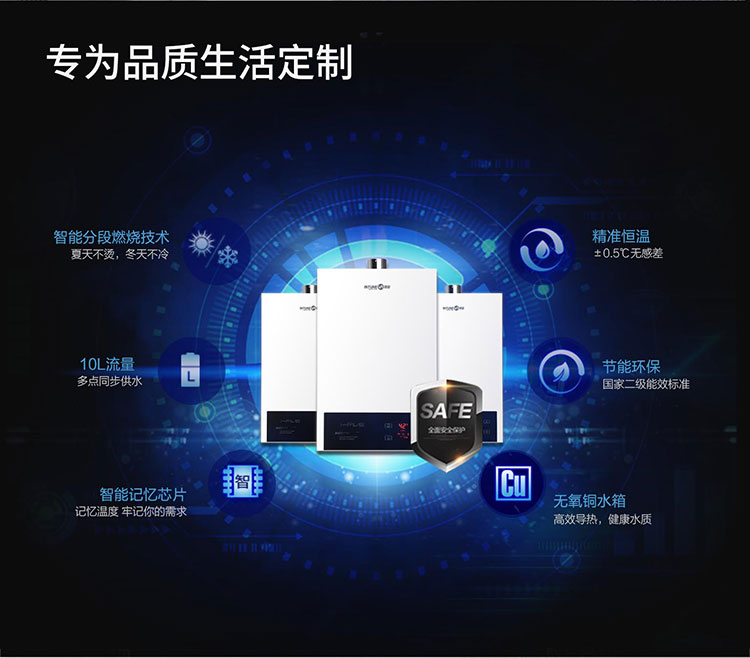 专为品质生活定制
智能分段燃烧技术
夏天不烫，冬天不冷
精准恒温
±0.5℃无感差
10L流量
多点同步供水
L
节能环保
国家二级能效标准
SAFE
全面安全保护
智能记忆芯片
记忆温度 牢记你的需求
智
Cu
无氧铜水箱
高效导热，健康水质